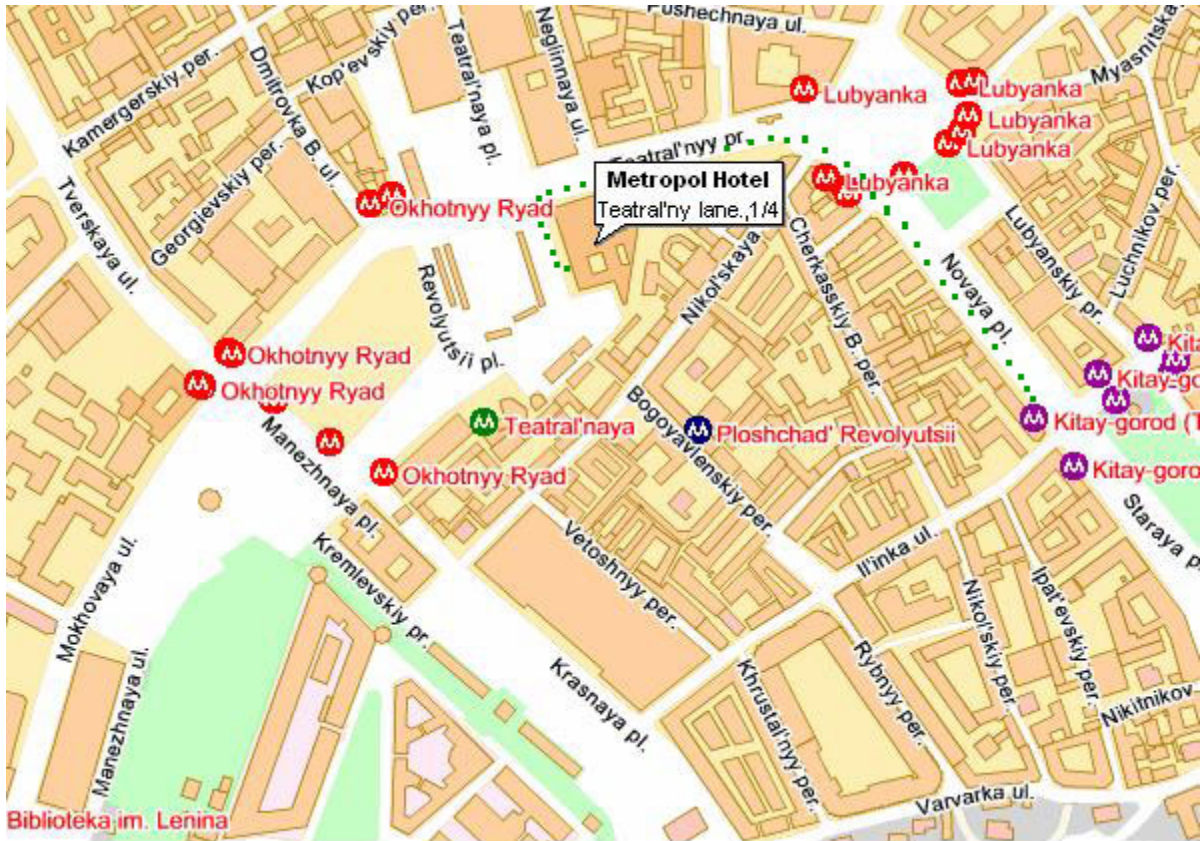 Pushechnaya ul.
Myasnitska
Kamergerskiy per.
Dmitrovka B. ul.
Kop'evskiy per.
Teatral'naya pl.
Neglinnaya ul.
Lubyanka
Lubyanka
Lubyanka
Lubyanka
Teatral'nyy pr.
Metropol Hotel
Teatral'ny lane.,1/4
Lubyanka
Tverskaya ul.
Georgievskiy per.
Okhotnyy Ryad
Revolyutsii pl.
Nikol'skaya
Cherkasskiy B. per.
Novaya pl.
Lubyanskiy pr.
Luchnikov per.
Okhotnyy Ryad
Okhotnyy Ryad
Kita
Kitay-go
Teatral'naya
Bogoyavlenskiy per.
Ploshchad' Revolyutsii
Kitay-gorod (T
Manezhnaya pl.
Okhotnyy Ryad
Kitay-goro
Staraya p
Mokhovaya ul.
Kremlevskiy pr.
Vetoshnyy per.
Il'inka ul.
Nikol'skiy per.
Ipat'evskiy per.
Manezhnaya ul.
Krasnaya pl.
Khrustal'nyy per.
Rybnyy per.
Nikitnikov
Varvarka ul.
Biblioteka im. Lenina